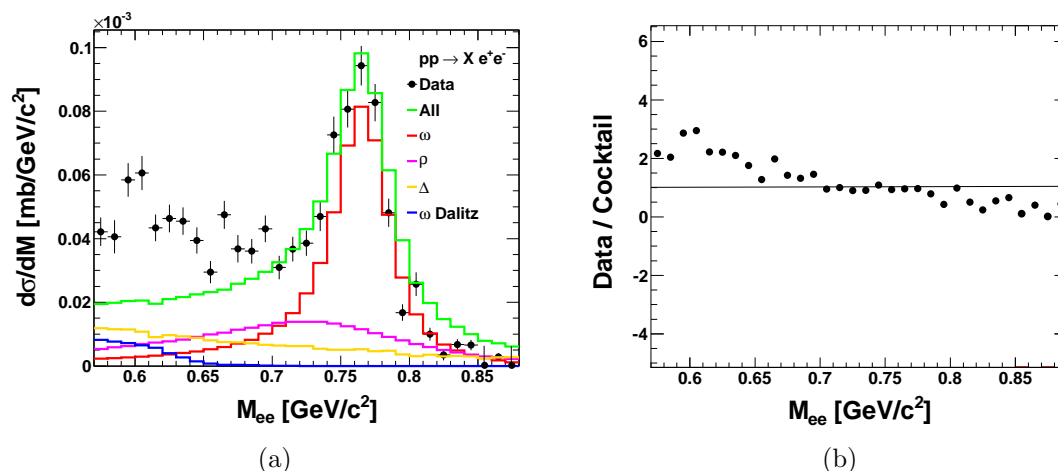 ×10⁻³
0.1
0.08
0.06
0.04
0.02
0
dσ/dM [mb/GeV/c²]
pp → X e⁺e⁻
Data
All
ω
ρ
Δ
ω Dalitz
0.6 0.65 0.7 0.75 0.8 0.85
M_ee [GeV/c²]
(a)
6
4
2
0
-2
-4
Data / Cocktail
0.6 0.65 0.7 0.75 0.8 0.85
M_ee [GeV/c²]
(b)